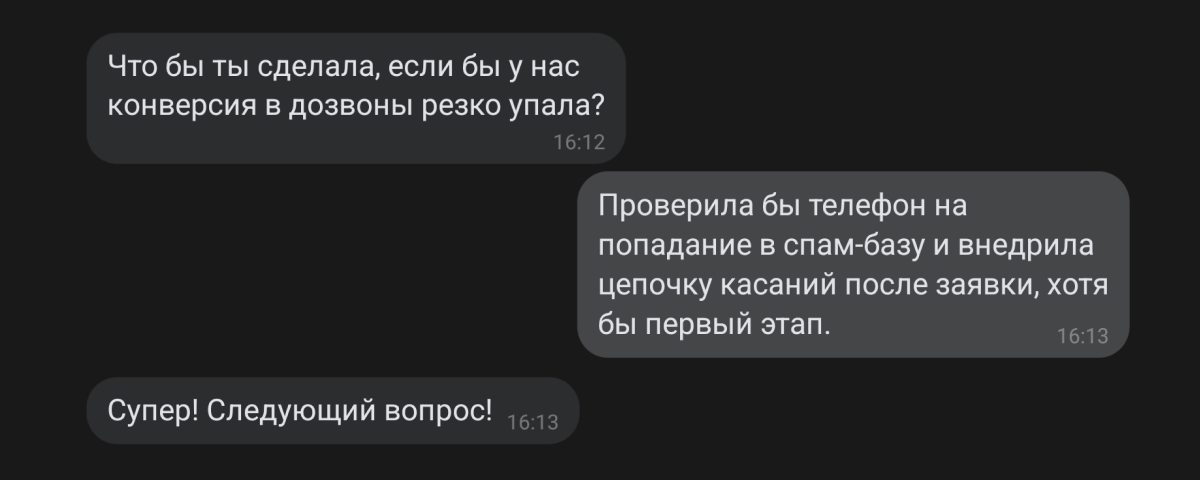 Что бы ты сделала, если бы у нас
конверсия в дозвоны резко упала?
16:12
Проверила бы телефон на
попадание в спам-базу и внедрила
цепочку касаний после заявки, хотя
бы первый этап.
16:13
Супер! Следующий вопрос!
16:13